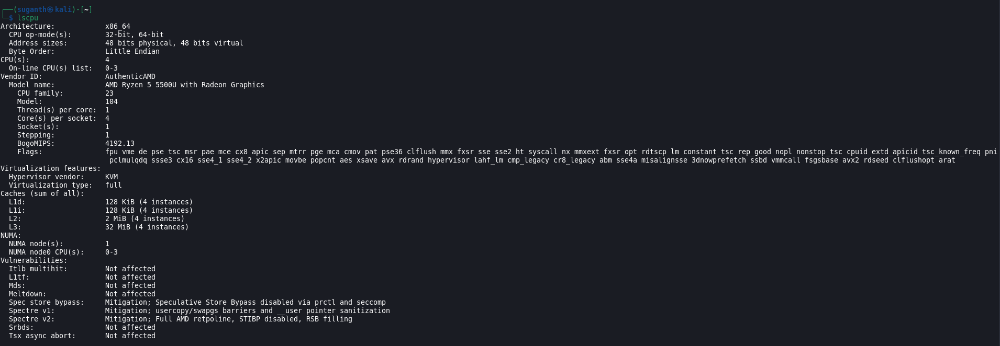 ┌──(suganth㉿kali)-[~]
└─$ lscpu
Architecture:            x86_64
  CPU op-mode(s):        32-bit, 64-bit
  Address sizes:         48 bits physical, 48 bits virtual
  Byte Order:            Little Endian
CPU(s):                  4
  On-line CPU(s) list:   0-3
Vendor ID:               AuthenticAMD
  Model name:            AMD Ryzen 5 5500U with Radeon Graphics
    CPU family:          23
    Model:               104
    Thread(s) per core:  1
    Core(s) per socket:  4
    Socket(s):           1
    Stepping:            1
    BogoMIPS:            4192.13
    Flags:               fpu vme de pse tsc msr pae mce cx8 apic sep mtrr pge mca cmov pat pse36 clflush mmx fxsr sse sse2 ht syscall nx mmxext fxsr_opt rdtscp lm constant_tsc rep_good nopl nonstop_tsc cpuid extd_apicid tsc_known_freq pni
                          pclmulqdq ssse3 cx16 sse4_1 sse4_2 x2apic movbe popcnt aes xsave avx rdrand hypervisor lahf_lm cmp_legacy cr8_legacy abm sse4a misalignsse 3dnowprefetch ssbd vmmcall fsgsbase avx2 rdseed clflushopt arat
Virtualization features:
  Hypervisor vendor:     KVM
  Virtualization type:   full
Caches (sum of all):
  L1d:                   128 KiB (4 instances)
  L1i:                   128 KiB (4 instances)
  L2:                    2 MiB (4 instances)
  L3:                    32 MiB (4 instances)
NUMA:
  NUMA node(s):          1
  NUMA node0 CPU(s):     0-3
Vulnerabilities:
  Itlb multihit:         Not affected
  L1tf:                  Not affected
  Mds:                   Not affected
  Meltdown:              Not affected
  Spec store bypass:     Mitigation; Speculative Store Bypass disabled via prctl and seccomp
  Spectre v1:            Mitigation; usercopy/swapgs barriers and __user pointer sanitization
  Spectre v2:            Mitigation; Full AMD retpoline, STIBP disabled, RSB filling
  Srbds:                 Not affected
  Tsx async abort:       Not affected